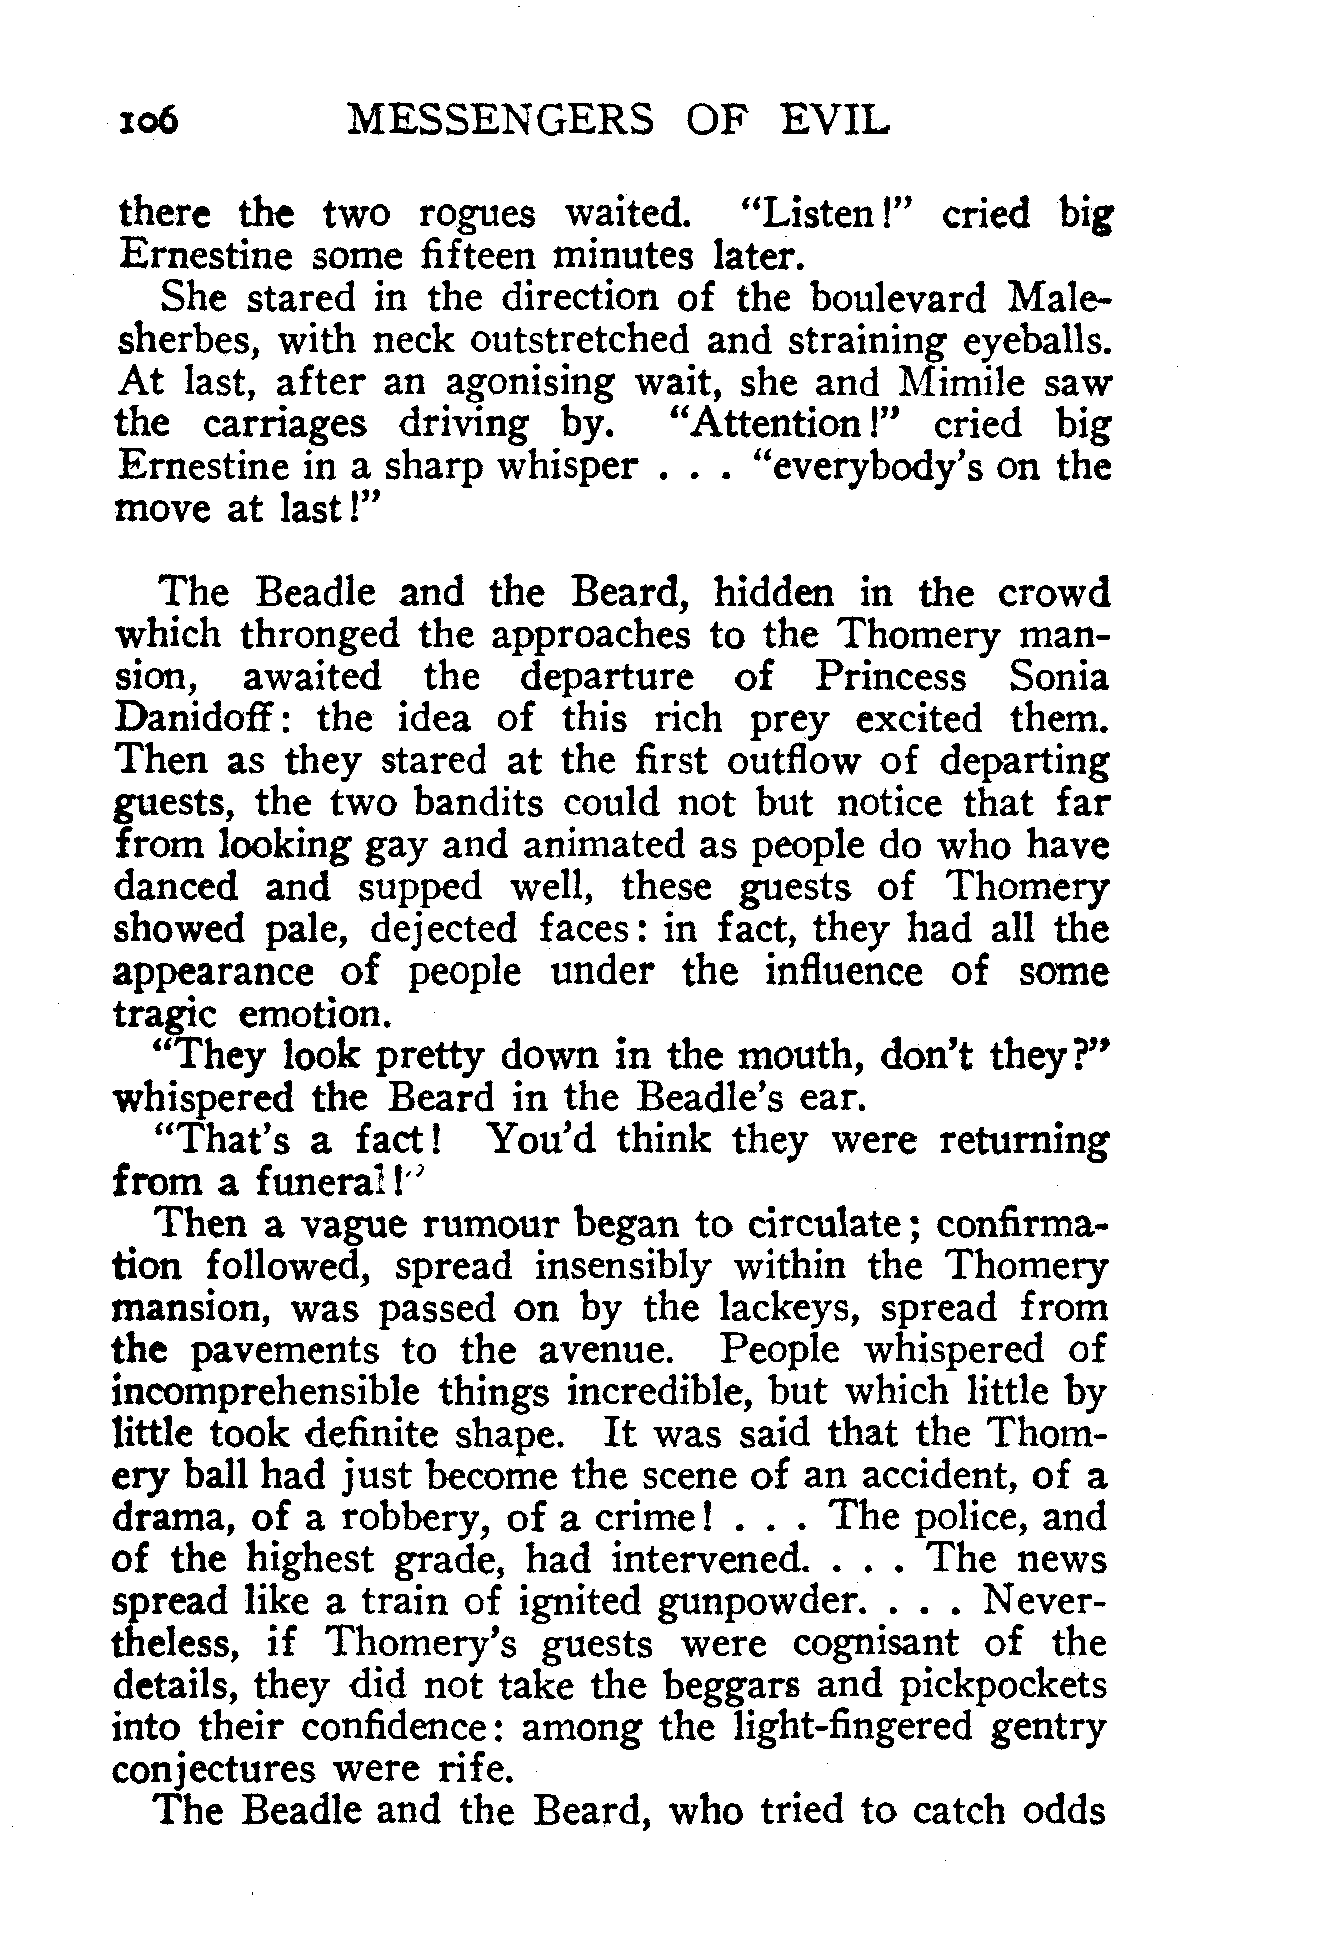 106 MESSENGERS OF EVIL
there the two rogues waited. “Listen!” cried big
Ernestine some fifteen minutes later.
She stared in the direction of the boulevard Male-
sherbes, with neck outstretched and straining eyeballs.
At last, after an agonising wait, she and Mimile saw
the carriages driving by. “Attention!” cried big
Ernestine in a sharp whisper . . . “everybody’s on the
move at last!”
The Beadle and the Beard, hidden in the crowd
which thronged the approaches to the Thomery man-
sion, awaited the departure of Princess Sonia
Danidoff: the idea of this rich prey excited them.
Then as they stared at the first outflow of departing
guests, the two bandits could not but notice that far
from looking gay and animated as people do who have
danced and supped well, these guests of Thomery
showed pale, dejected faces: in fact, they had all the
appearance of people under the influence of some
tragic emotion.
“They look pretty down in the mouth, don’t they?”
whispered the Beard in the Beadle’s ear.
“That’s a fact! You’d think they were returning
from a funeral!”
Then a vague rumour began to circulate; confirma-
tion followed, spread insensibly within the Thomery
mansion, was passed on by the lackeys, spread from
the pavements to the avenue. People whispered of
incomprehensible things incredible, but which little by
little took definite shape. It was said that the Thom-
ery ball had just become the scene of an accident, of a
drama, of a robbery, of a crime! . . . The police, and
of the highest grade, had intervened. . . . The news
spread like a train of ignited gunpowder. . . . Never-
theless, if Thomery’s guests were cognisant of the
details, they did not take the beggars and pickpockets
into their confidence: among the light-fingered gentry
conjectures were rife.
The Beadle and the Beard, who tried to catch odds